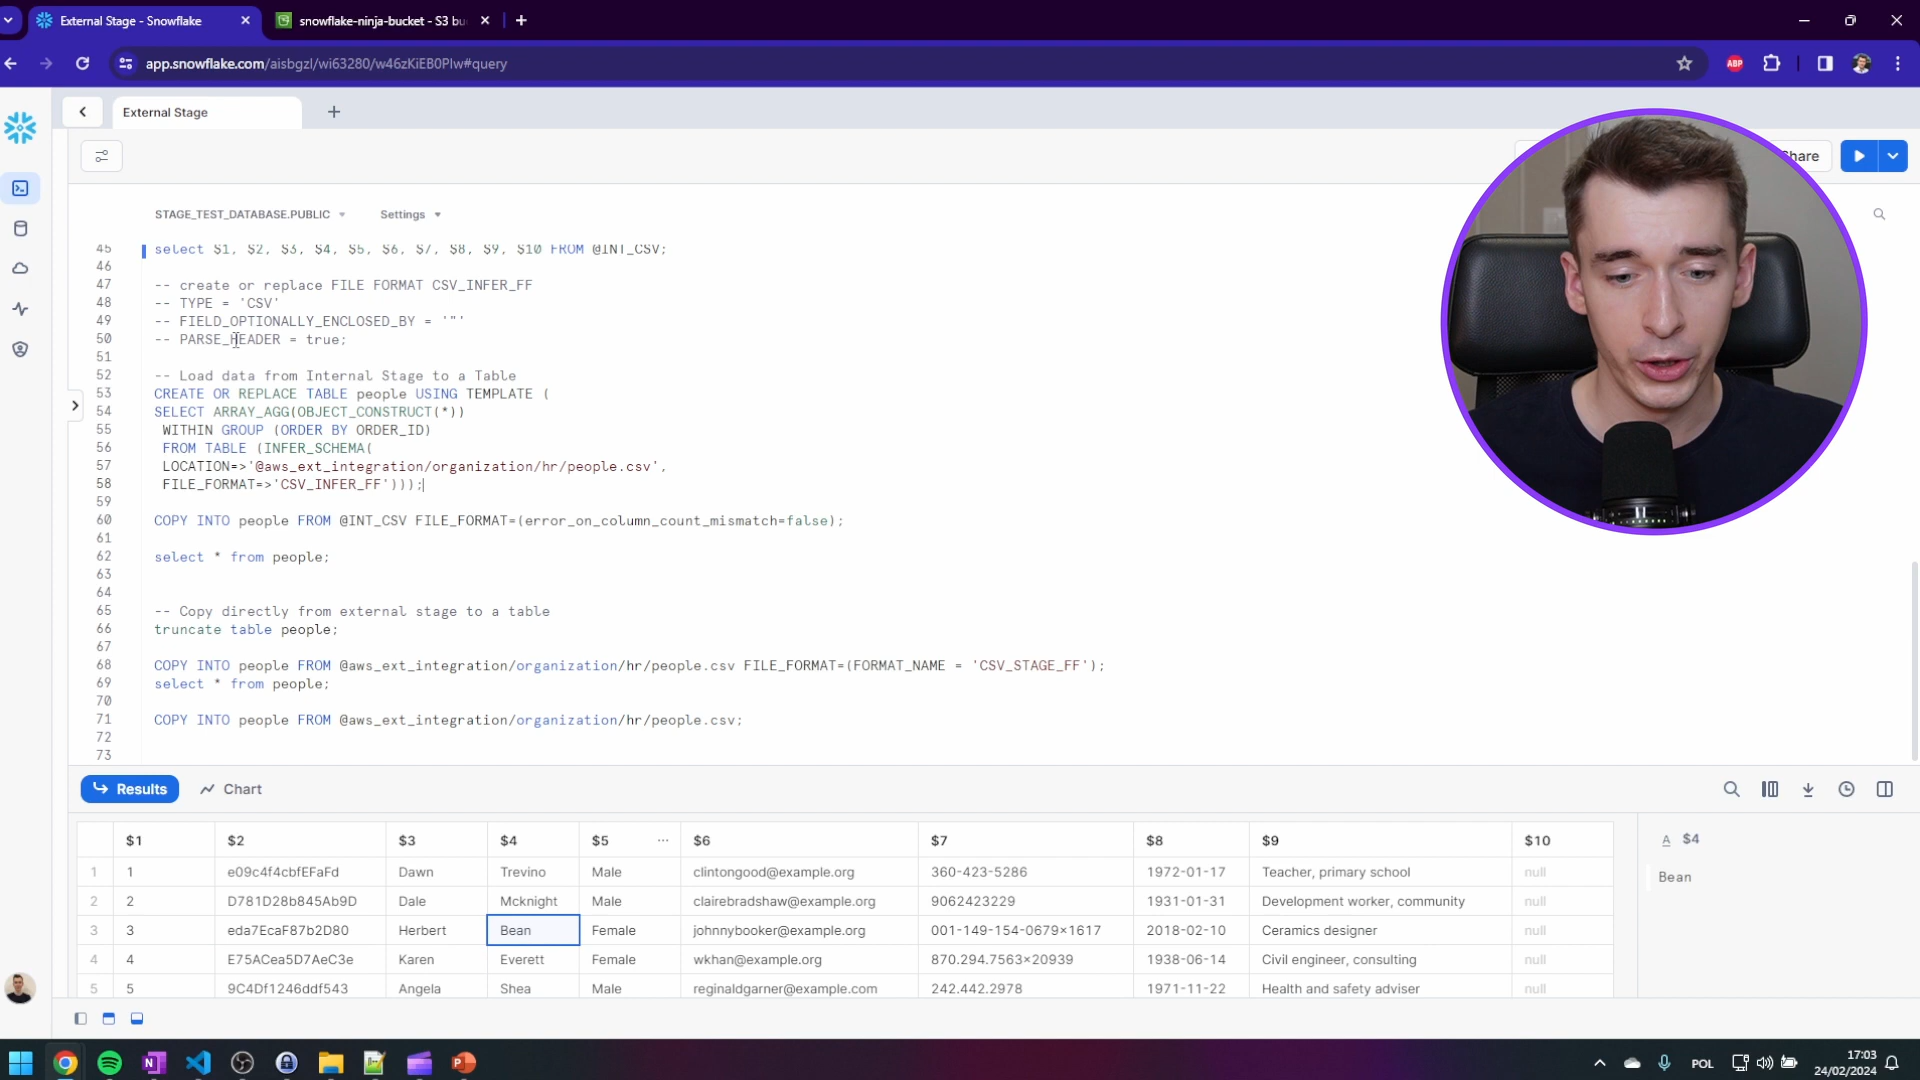 External Stage - Snowflake
snowflake-ninja-bucket - S3 bu
app.snowflake.com/aisbgzl/wi63280/w46zKiEB0Plw#query
ABP
External Stage
Share
STAGE_TEST_DATABASE.PUBLIC
Settings
45 select $1, $2, $3, $4, $5, $6, $7, $8, $9, $10 FROM @INT_CSV;
46
47 -- create or replace FILE FORMAT CSV_INFER_FF
48 -- TYPE = 'CSV'
49 -- FIELD_OPTIONALLY_ENCLOSED_BY = '"'
50 -- PARSE_HEADER = true;
51
52 -- Load data from Internal Stage to a Table
53 CREATE OR REPLACE TABLE people USING TEMPLATE (
54 SELECT ARRAY_AGG(OBJECT_CONSTRUCT(*))
55 WITHIN GROUP (ORDER BY ORDER_ID)
56 FROM TABLE (INFER_SCHEMA(
57 LOCATION=>'@aws_ext_integration/organization/hr/people.csv',
58 FILE_FORMAT=>'CSV_INFER_FF')));
59
60 COPY INTO people FROM @INT_CSV FILE_FORMAT=(error_on_column_count_mismatch=false);
61
62 select * from people;
63
64
65 -- Copy directly from external stage to a table
66 truncate table people;
67
68 COPY INTO people FROM @aws_ext_integration/organization/hr/people.csv FILE_FORMAT=(FORMAT_NAME = 'CSV_STAGE_FF');
69 select * from people;
70
71 COPY INTO people FROM @aws_ext_integration/organization/hr/people.csv;
72
73
Results
Chart
$1 $2 $3 $4 $5 ... $6 $7 $8 $9 $10
1 1 e09c4f4cbfEFaFd Dawn Trevino Male clintongood@example.org 360-423-5286 1972-01-17 Teacher, primary school null
2 2 D781D28b845Ab9D Dale Mcknight Male clairebradshaw@example.org 9062423229 1931-01-31 Development worker, community null
3 3 eda7EcaF87b2D80 Herbert Bean Female johnnybooker@example.org 001-149-154-0679x1617 2018-02-10 Ceramics designer null
4 4 E75ACea5D7AeC3e Karen Everett Female wkhan@example.org 870.294.7563x20939 1938-06-14 Civil engineer, consulting null
5 5 9C4Df1246ddf543 Angela Shea Male reginaldgarner@example.com 242.442.2978 1971-11-22 Health and safety adviser null
A $4
Bean
POL
17:03
24/02/2024